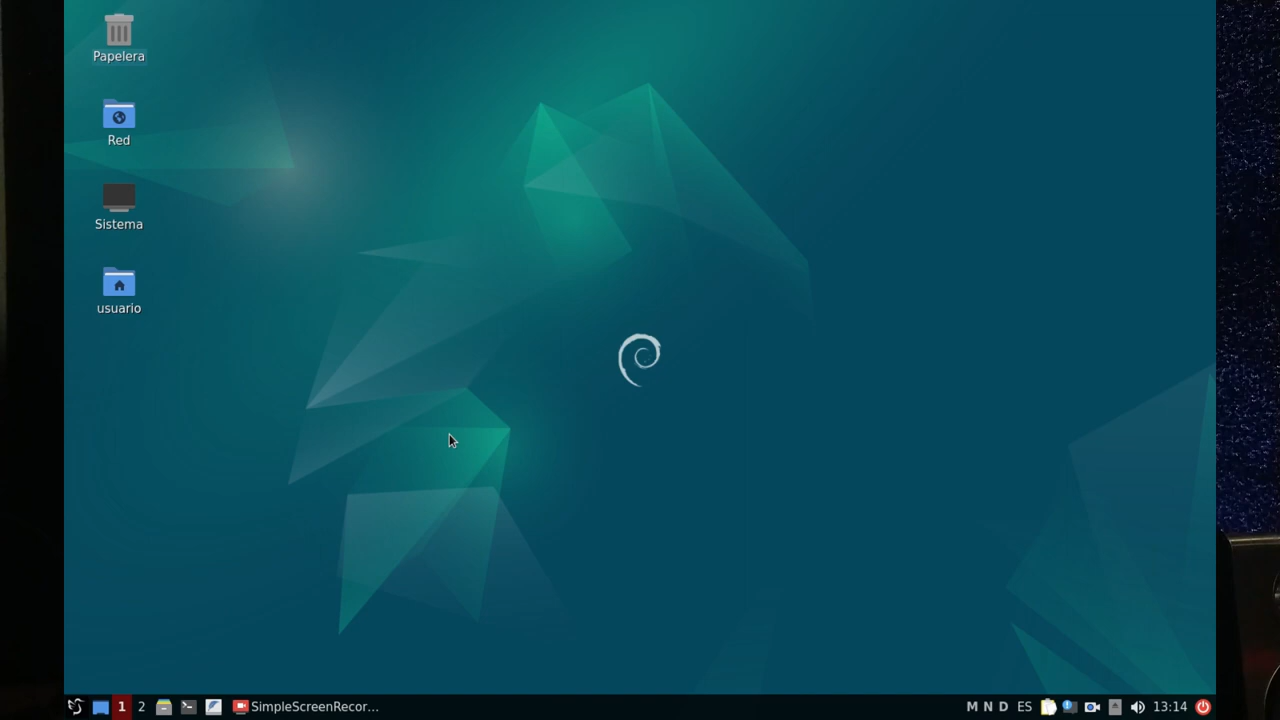 Papelera
Red
Sistema
usuario
1 2 SimpleScreenRecor... M N D ES 13:14